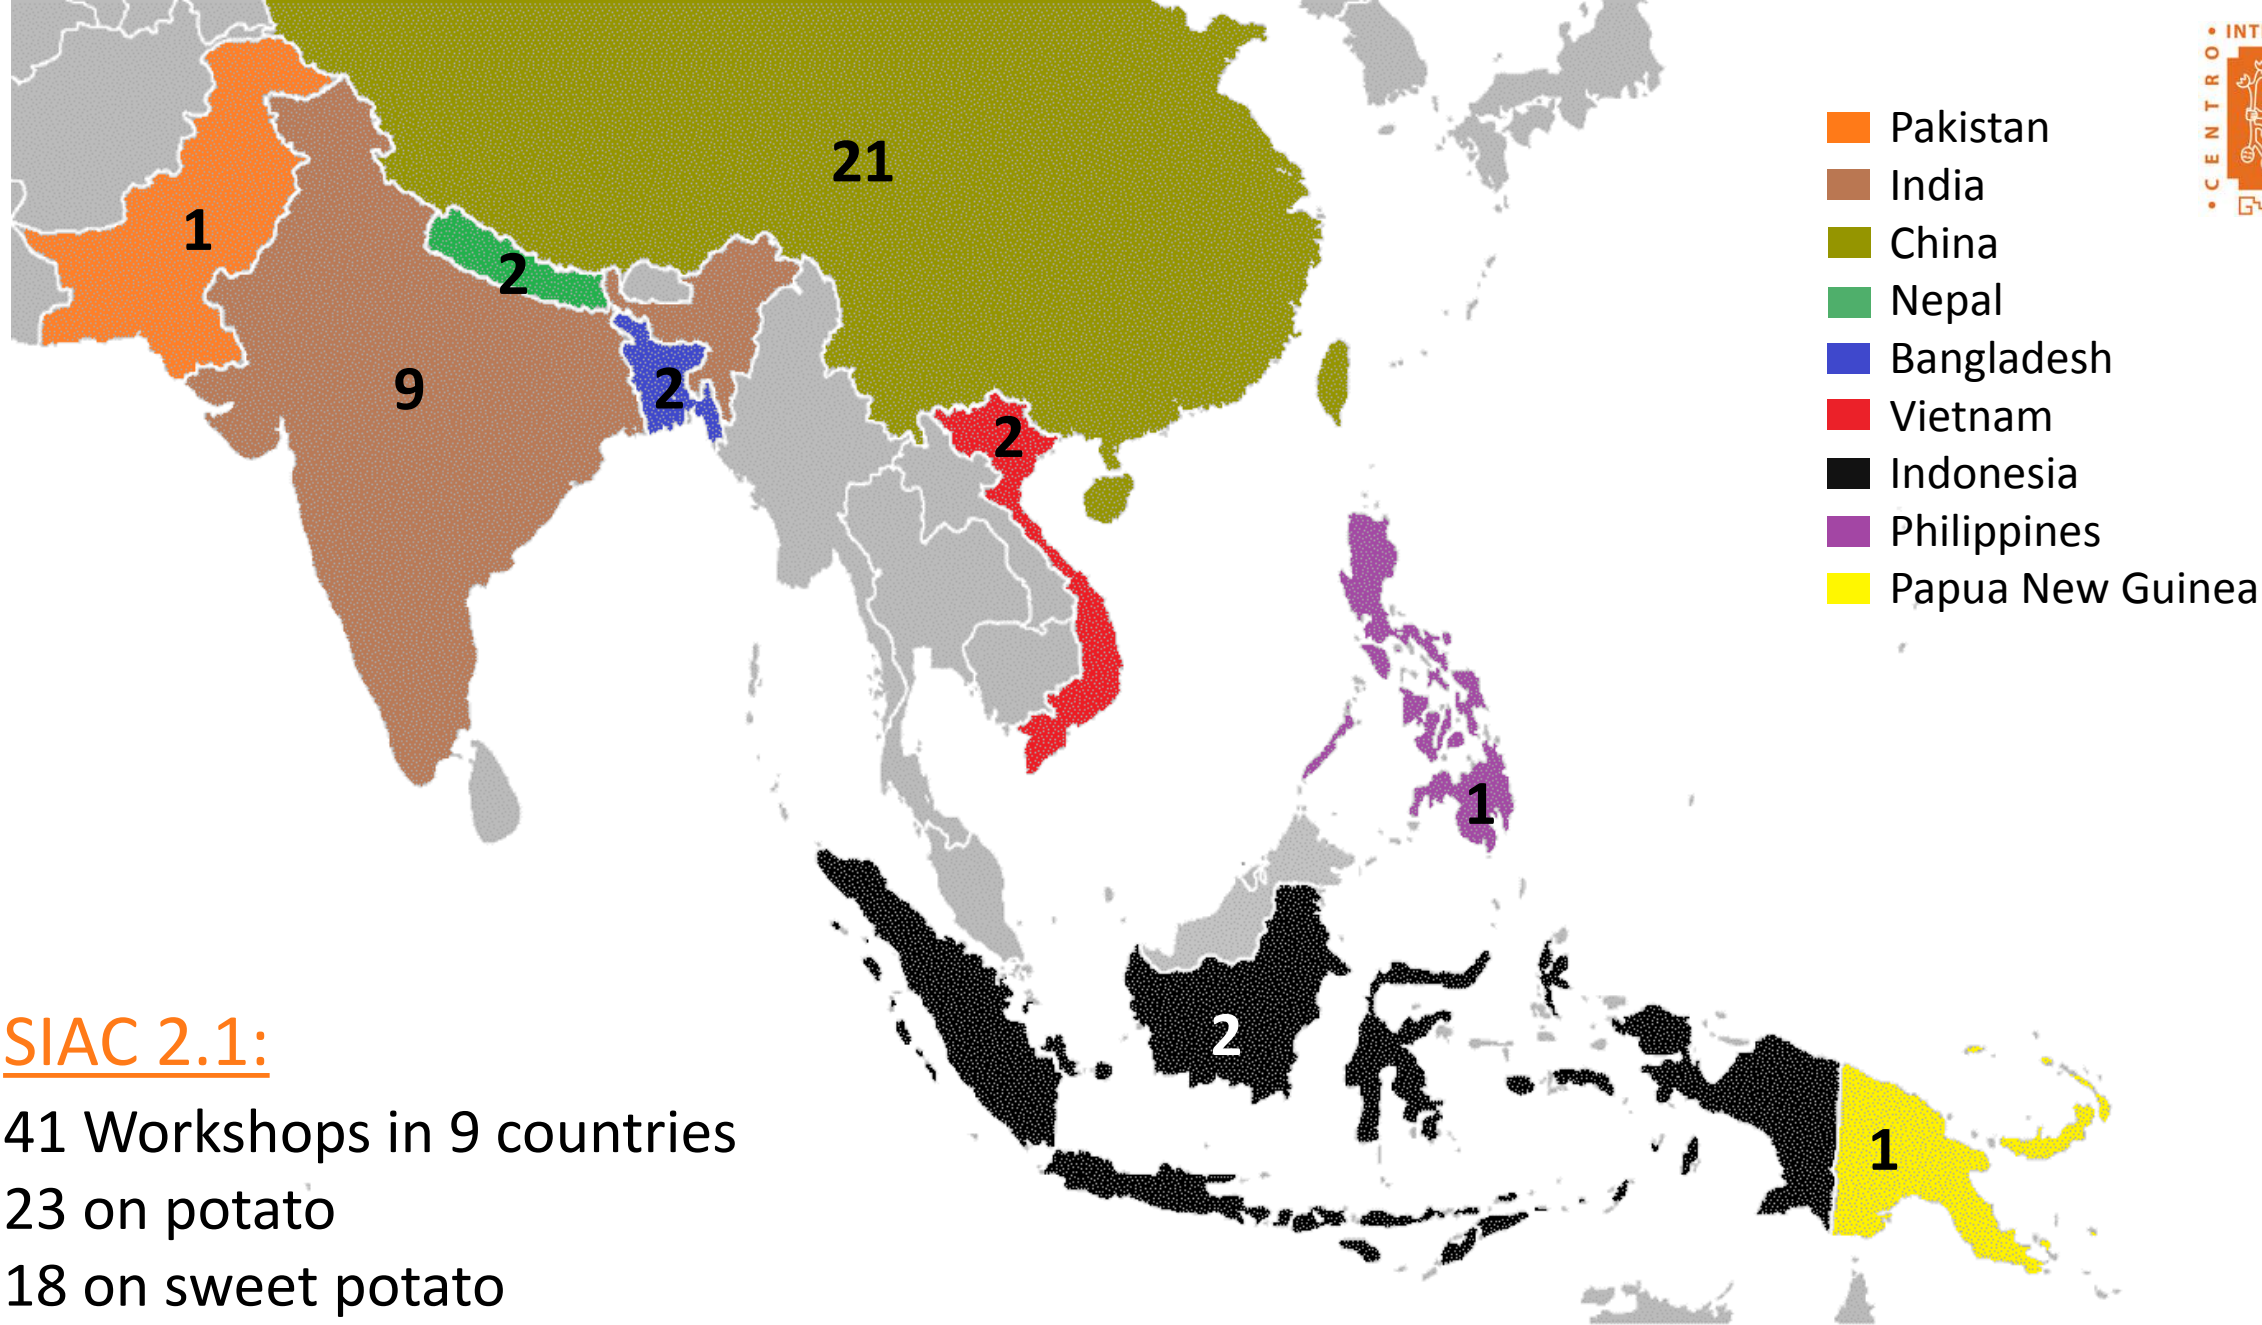 21
1
2
9
2
2
1
2
1
Pakistan
India
China
Nepal
Bangladesh
Vietnam
Indonesia
Philippines
Papua New Guinea
CENTRO
SIAC 2.1:
41 Workshops in 9 countries
23 on potato
18 on sweet potato